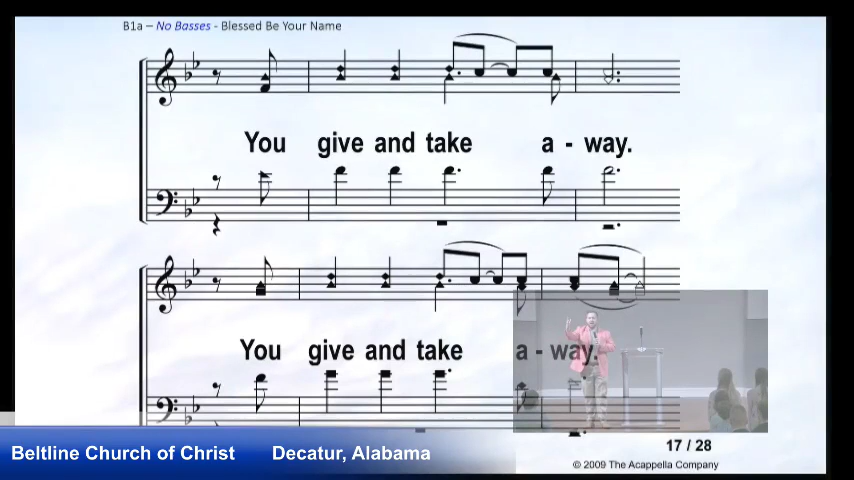 B1a – No Basses - Blessed Be Your Name
You give and take a - way.
You give and take a - way.
17 / 28
Beltline Church of Christ Decatur, Alabama
© 2009 The Acappella Company